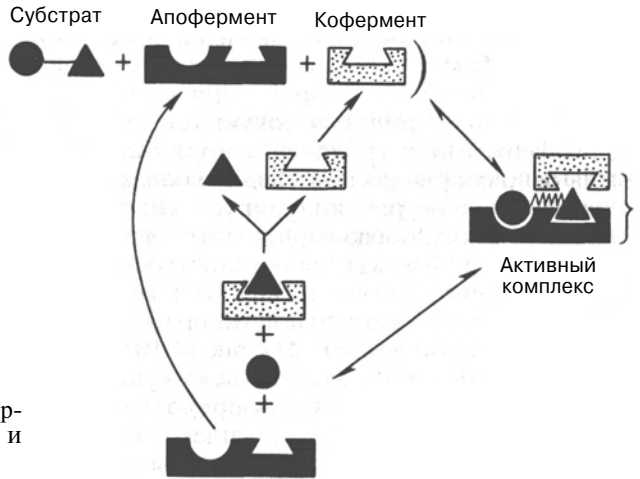 Субстрат Апофермент Кофермент
+ +
Активный
комплекс
+
+
р-
и